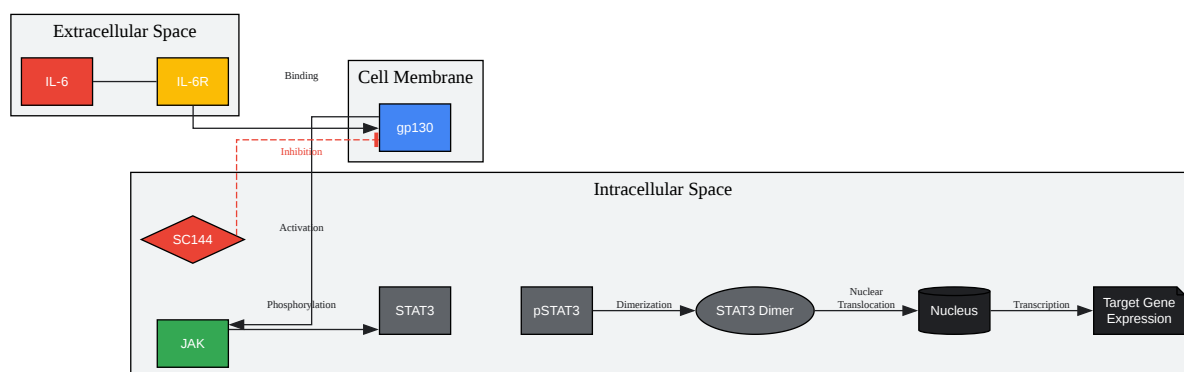 Extracellular Space
IL-6
IL-6R
Binding
Cell Membrane
gp130
Inhibition
Intracellular Space
SC144
Activation
Phosphorylation
JAK
STAT3
pSTAT3
Dimerization
STAT3 Dimer
Nuclear
Translocation
Nucleus
Transcription
Target Gene
Expression